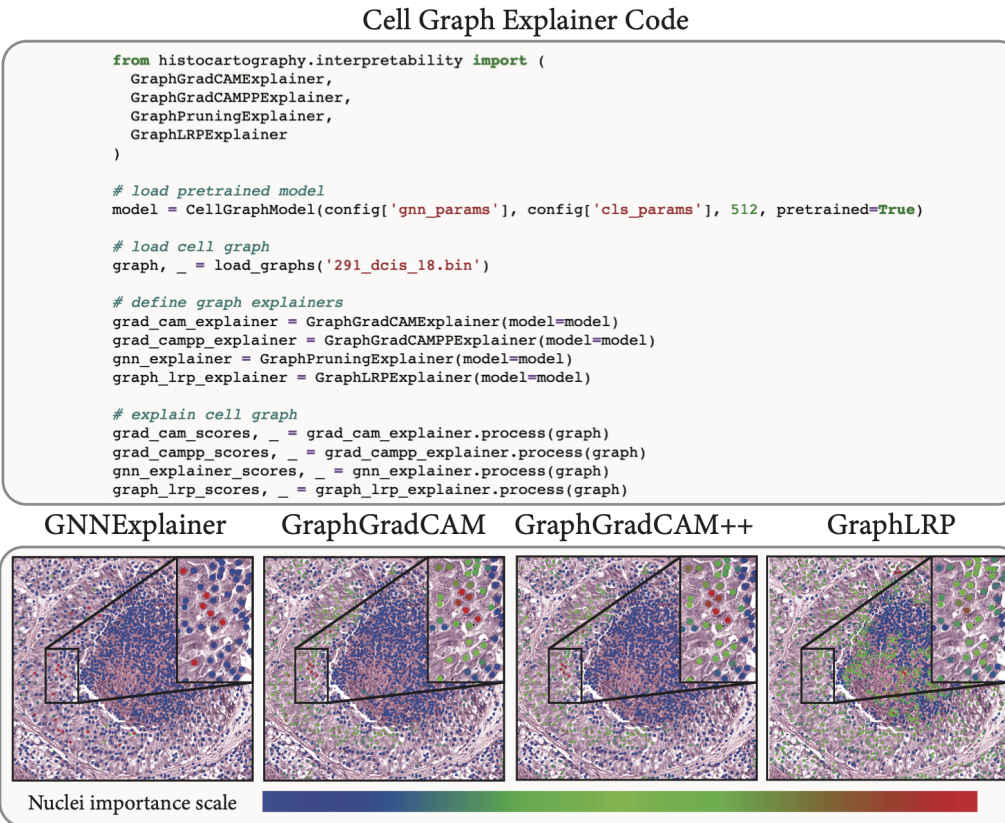 Cell Graph Explainer Code
from histocartography.interpretability import (
  GraphGradCAMExplainer,
  GraphGradCAMPPExplainer,
  GraphPruningExplainer,
  GraphLRPExplainer
)
# load pretrained model
model = CellGraphModel(config['gnn_params'], config['cls_params'], 512, pretrained=True)
# load cell graph
graph, _ = load_graphs('291_dcis_18.bin')
# define graph explainers
grad_cam_explainer = GraphGradCAMExplainer(model=model)
grad_campp_explainer = GraphGradCAMPPExplainer(model=model)
gnn_explainer = GraphPruningExplainer(model=model)
graph_lrp_explainer = GraphLRPExplainer(model=model)
# explain cell graph
grad_cam_scores, _ = grad_cam_explainer.process(graph)
grad_campp_scores, _ = grad_campp_explainer.process(graph)
gnn_explainer_scores, _ = gnn_explainer.process(graph)
graph_lrp_scores, _ = graph_lrp_explainer.process(graph)
GNNExplainer GraphGradCAM GraphGradCAM++ GraphLRP
Nuclei importance scale